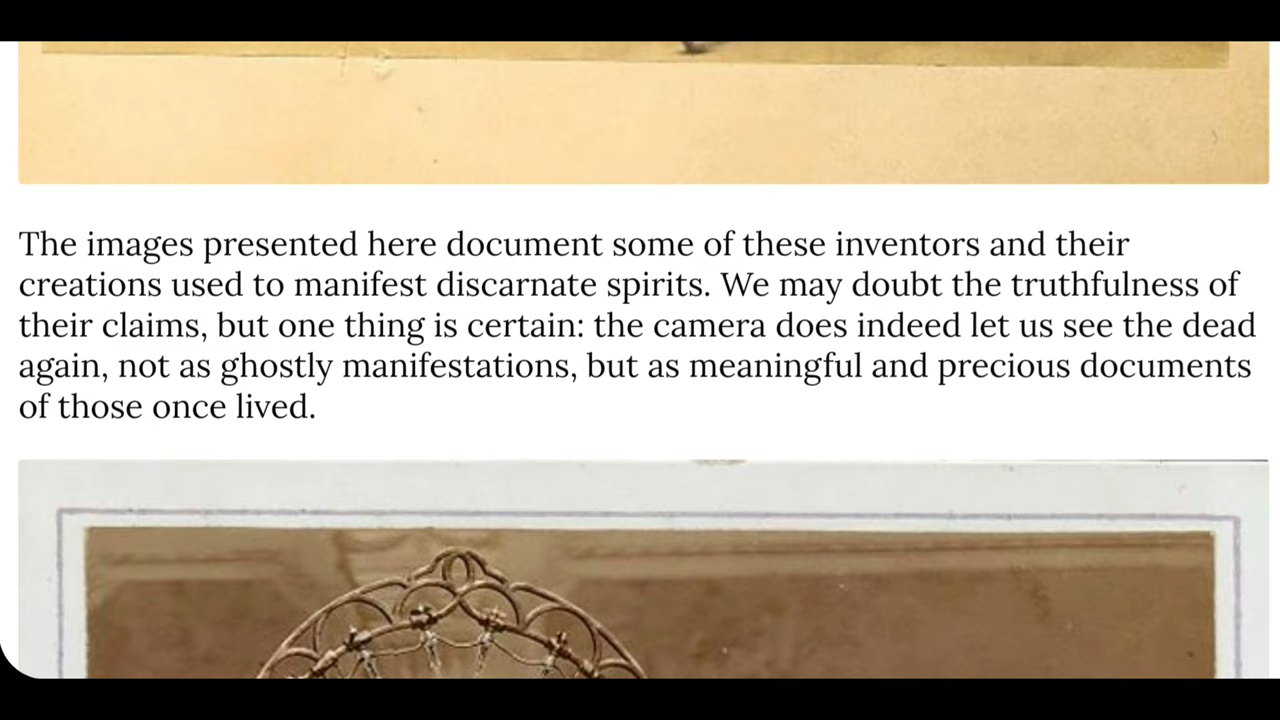 The images presented here document some of these inventors and their
creations used to manifest discarnate spirits. We may doubt the truthfulness of
their claims, but one thing is certain: the camera does indeed let us see the dead
again, not as ghostly manifestations, but as meaningful and precious documents
of those once lived.